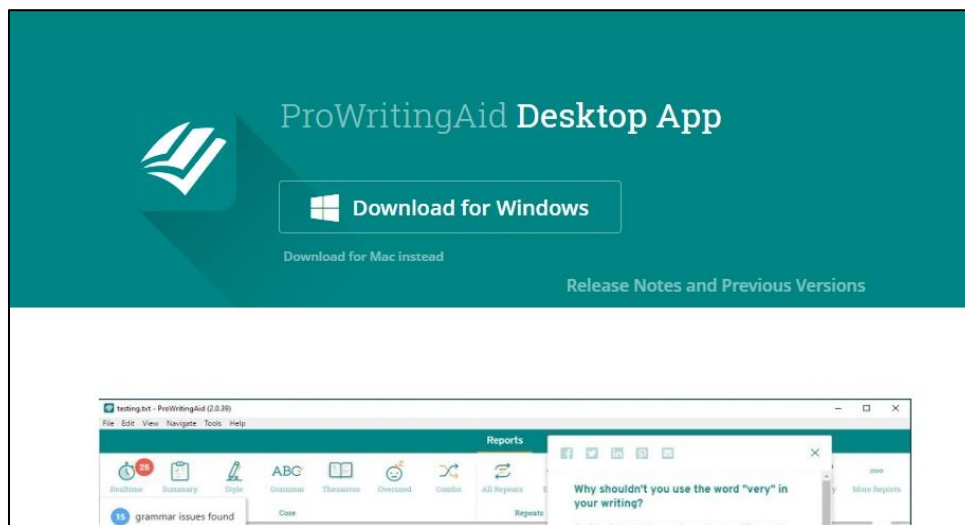 ProWritingAid Desktop App
Download for Windows
Download for Mac instead
Release Notes and Previous Versions
testing.txt - ProWritingAid (2.0.39)
File Edit View Navigate Tools Help
Reports
26
Realtime Summary Style ABC Grammar Thesaurus Overused Combo All Repeats More Reports
Core Repeats
15 grammar issues found
Why shouldn't you use the word "very" in
your writing?